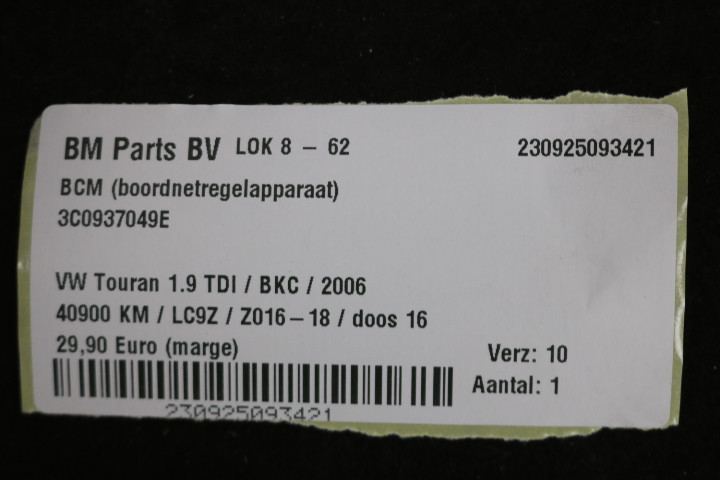 BM Parts BV LOK 8 – 62 230925093421
BCM (boordnetregelapparaat)
3C0937049E
VW Touran 1.9 TDI / BKC / 2006
40900 KM / LC9Z / Z016–18 / doos 16
29,90 Euro (marge)
Verz: 10
Aantal: 1
230925093421